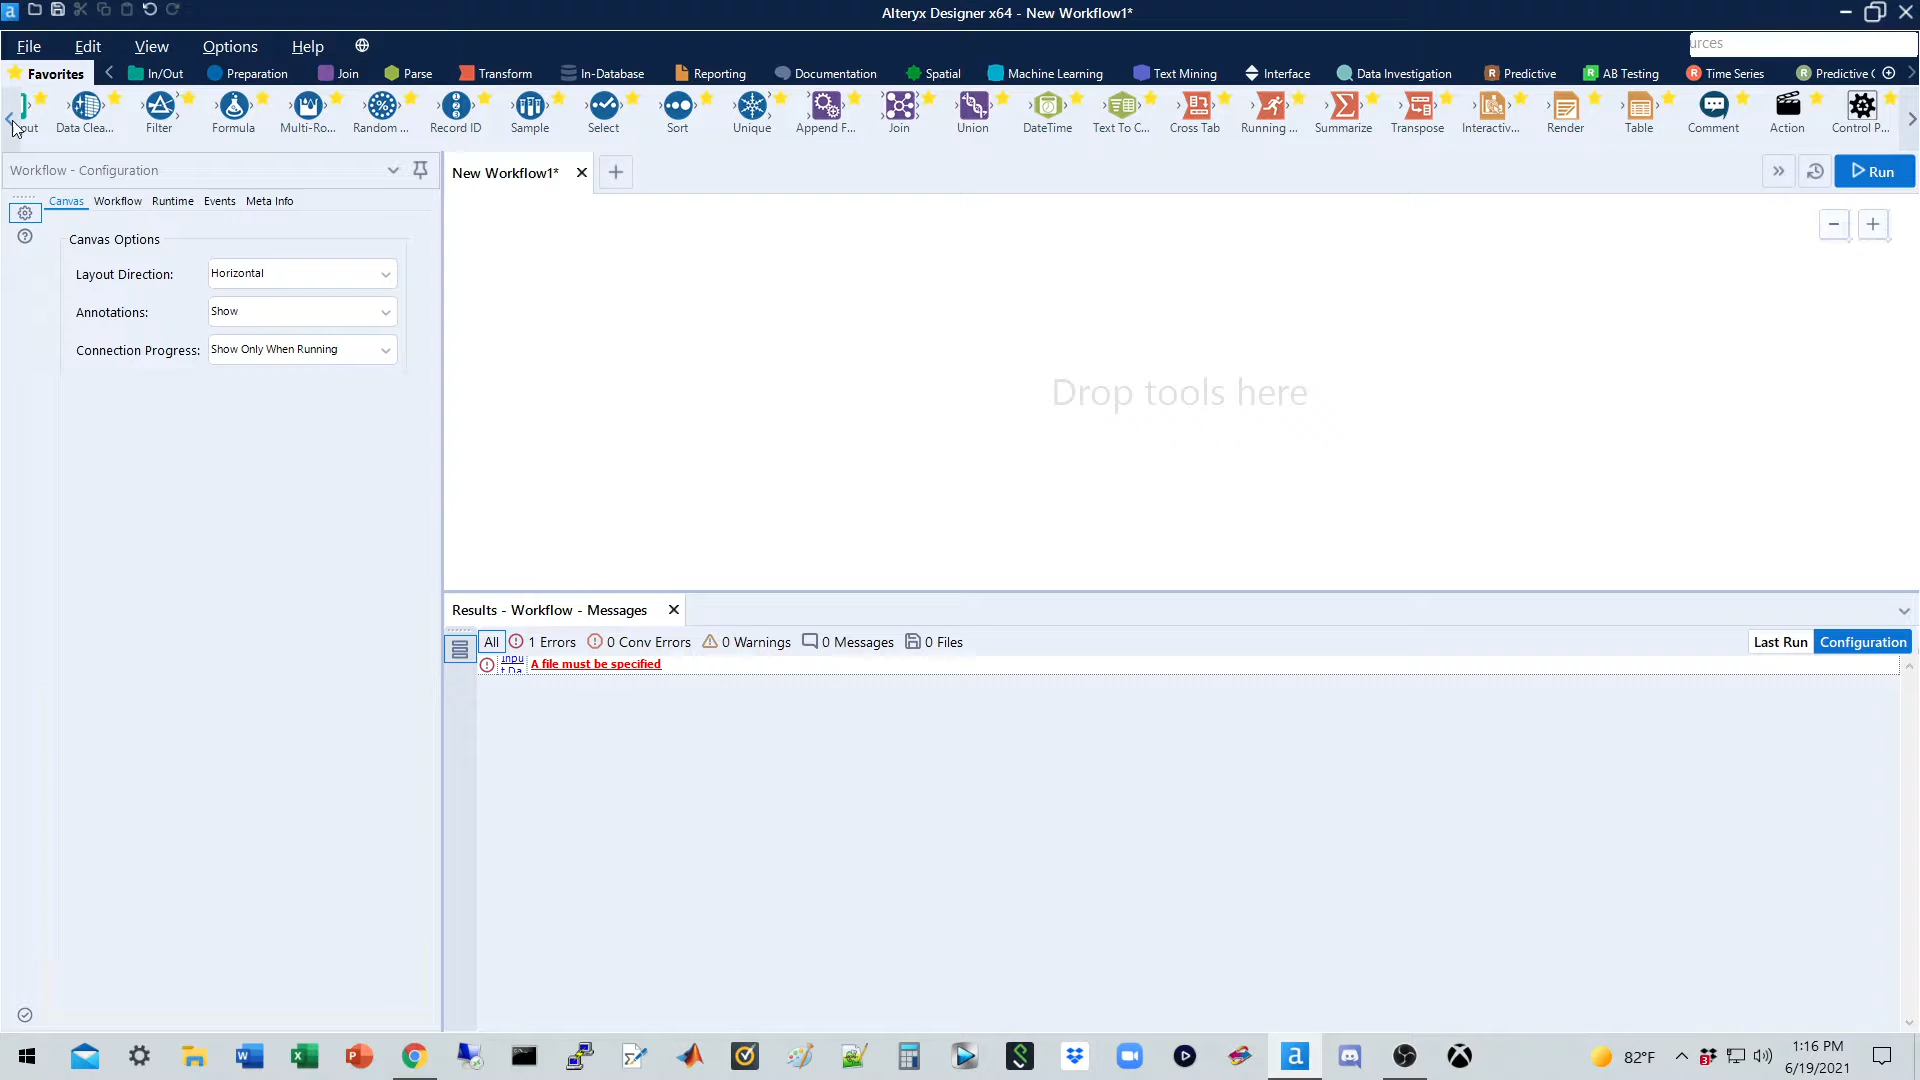 Alteryx Designer x64 - New Workflow1*
File Edit View Options Help
urces
Favorites In/Out Preparation Join Parse Transform In-Database Reporting Documentation Spatial Machine Learning Text Mining Interface Data Investigation Predictive AB Testing Time Series Predictive
out Data Clea... Filter Formula Multi-Ro... Random ... Record ID Sample Select Sort Unique Append F... Join Union DateTime Text To C... Cross Tab Running ... Summarize Transpose Interactiv... Render Table Comment Action Control P...
Workflow - Configuration
New Workflow1*
Run
Canvas Workflow Runtime Events Meta Info
Canvas Options
Layout Direction: Horizontal
Annotations: Show
Connection Progress: Show Only When Running
Drop tools here
Results - Workflow - Messages
All 1 Errors 0 Conv Errors 0 Warnings 0 Messages 0 Files Last Run Configuration
A file must be specified
82°F
1:16 PM
6/19/2021